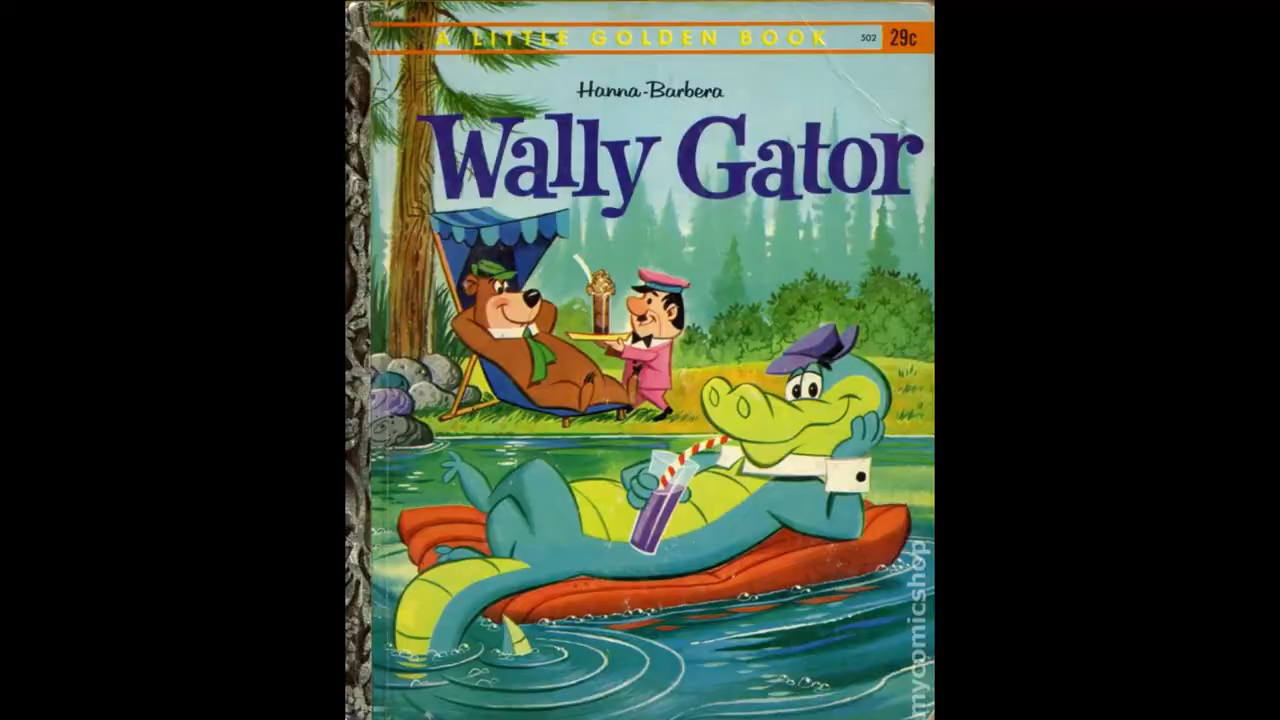 A LITTLE GOLDEN BOOK
502 29c
Hanna-Barbera
Wally Gator
mycomicshop